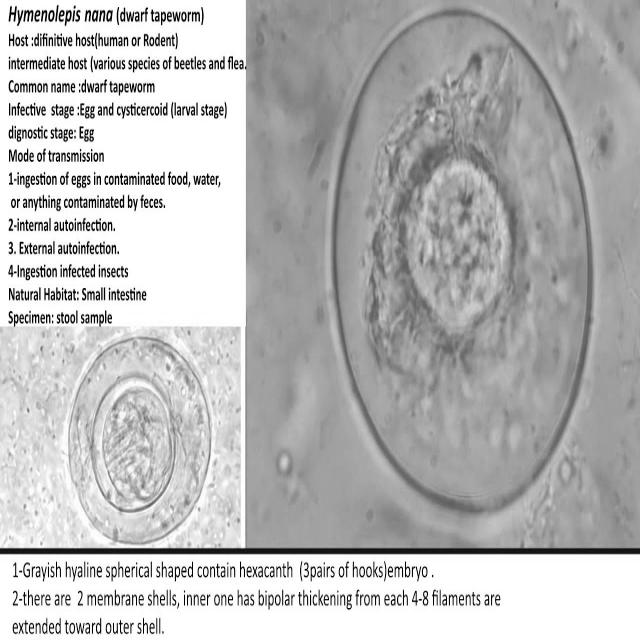 Hymenolepis nana (dwarf tapeworm)
Host :difinitive host(human or Rodent)
intermediate host (various species of beetles and flea.
Common name :dwarf tapeworm
Infective stage :Egg and cysticercoid (larval stage)
dignostic stage: Egg
Mode of transmission
1-ingestion of eggs in contaminated food, water,
or anything contaminated by feces.
2-internal autoinfection.
3. External autoinfection.
4-Ingestion infected insects
Natural Habitat: Small intestine
Specimen: stool sample
1-Grayish hyaline spherical shaped contain hexacanth (3pairs of hooks)embryo .
2-there are 2 membrane shells, inner one has bipolar thickening from each 4-8 filaments are
extended toward outer shell.